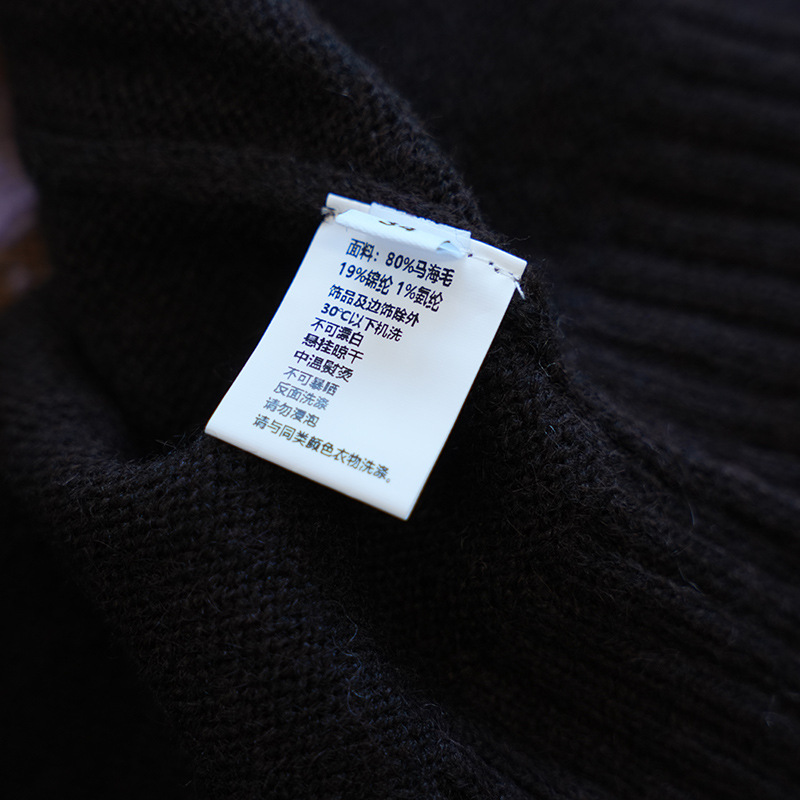 面料：80%马海毛
19%锦纶 1%氨纶
饰品及边饰除外
30℃以下机洗
不可漂白
悬挂晾干
中温熨烫
不可暴晒
反面洗涤
请勿浸泡
请与同类颜色衣物洗涤。